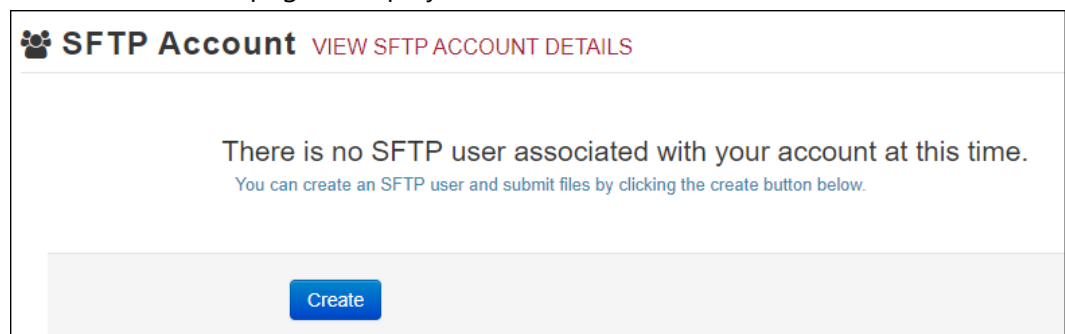 SFTP Account VIEW SFTP ACCOUNT DETAILS
There is no SFTP user associated with your account at this time.
You can create an SFTP user and submit files by clicking the create button below.
Create